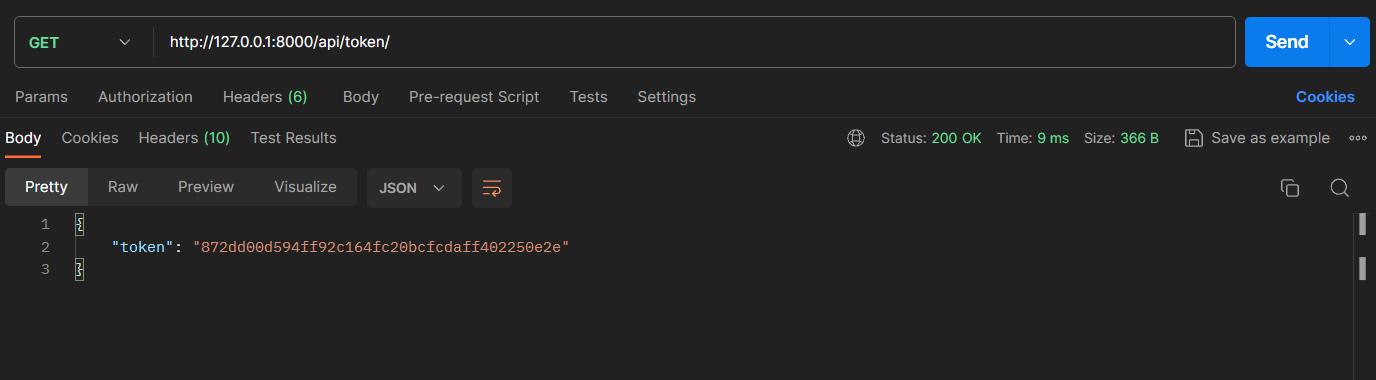 GET http://127.0.0.1:8000/api/token/ Send
Params Authorization Headers (6) Body Pre-request Script Tests Settings Cookies
Body Cookies Headers (10) Test Results Status: 200 OK Time: 9 ms Size: 366 B Save as example
Pretty Raw Preview Visualize JSON
1 {
2 "token": "872dd00d594ff92c164fc20bcfcdaff402250e2e"
3 }